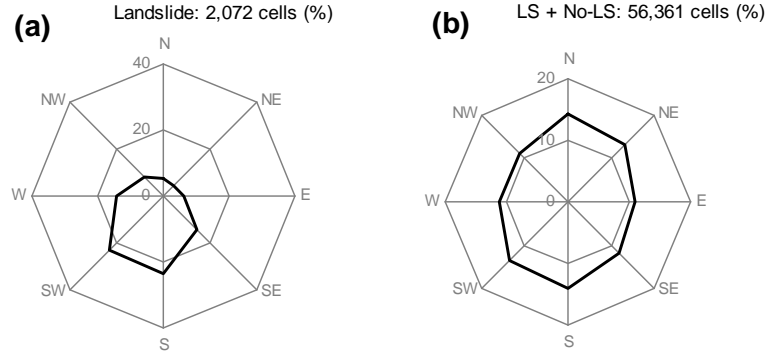 (a)
Landslide: 2,072 cells (%)
N
40
NW
NE
20
W
0
E
SW
SE
S
(b)
LS + No-LS: 56,361 cells (%)
N
20
NW
NE
10
W
0
E
SW
SE
S